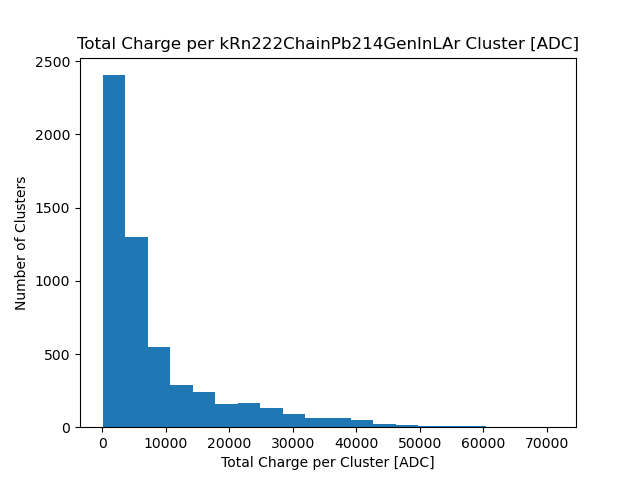 Total Charge per kRn222ChainPb214GenInLAr Cluster [ADC]
2500
2000
1500
1000
500
0
Number of Clusters
0 10000 20000 30000 40000 50000 60000 70000
Total Charge per Cluster [ADC]